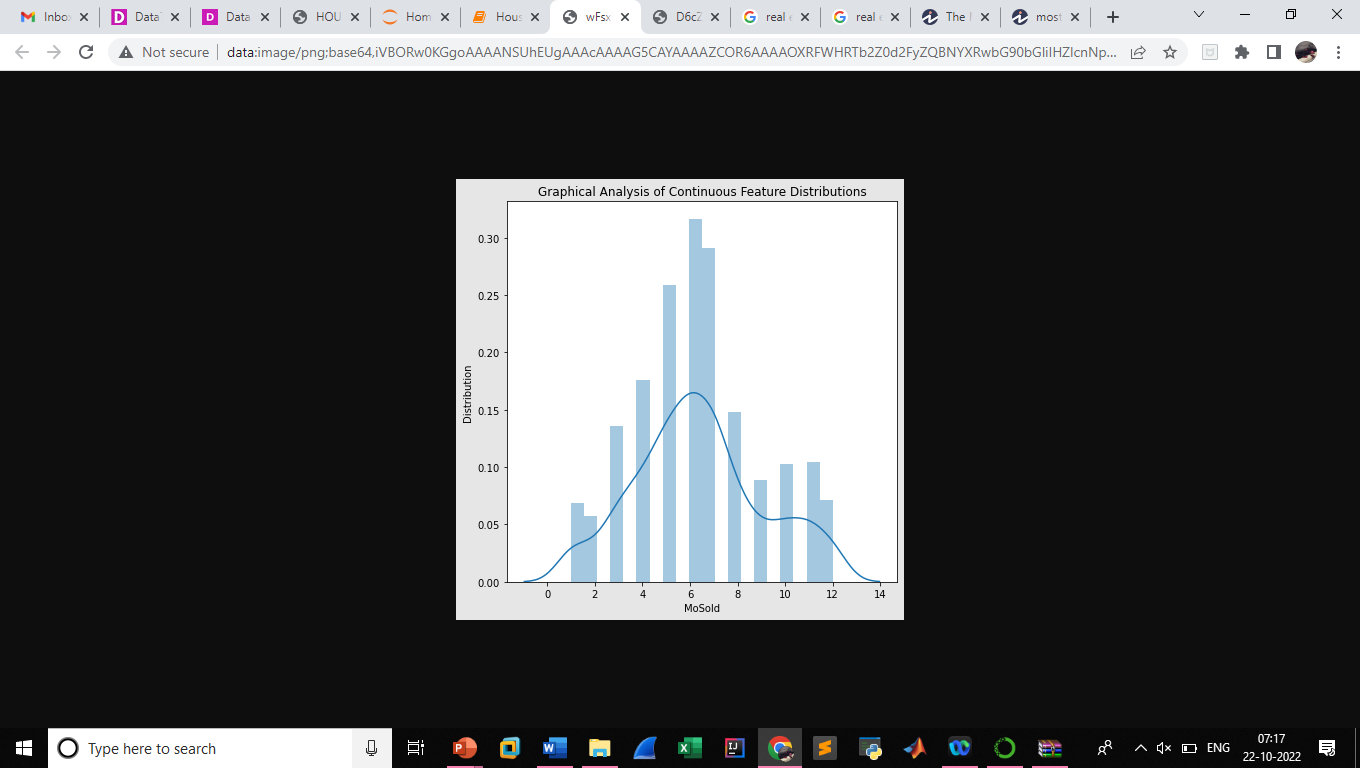 Inbo
Data
Data
HOU
Hom
Hous
wFsx
D6cZ
real e
real e
The
most
Not secure
data:image/png;base64,iVBORw0KGgoAAAANSUhEUgAAAcAAAAG5CAYAAAAZCOR6AAAAOXRFWHRTb2Z0d2FyZQBNYXRwbG90bGliIHZlcnNp...
Graphical Analysis of Continuous Feature Distributions
0.30
0.25
0.20
0.15
0.10
0.05
0.00
Distribution
0 2 4 6 8 10 12 14
MoSold
Type here to search
ENG
07:17
22-10-2022